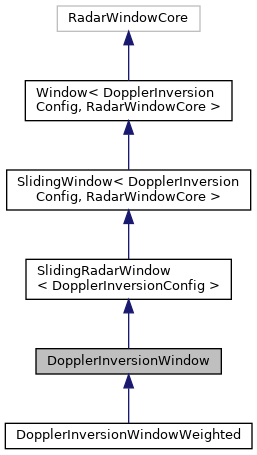 RadarWindowCore
Window< DopplerInversion
Config, RadarWindowCore >
SlidingWindow< DopplerInversion
Config, RadarWindowCore >
SlidingRadarWindow
< DopplerInversionConfig >
DopplerInversionWindow
DopplerInversionWindowWeighted